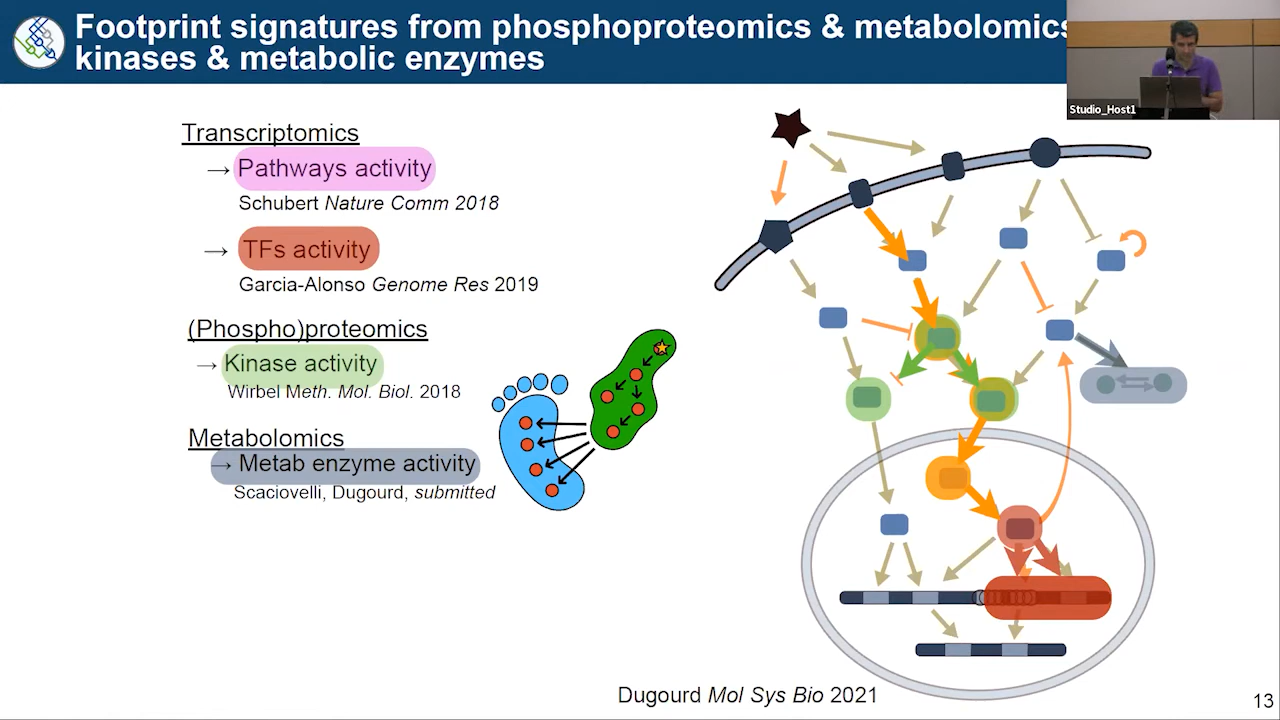 Footprint signatures from phosphoproteomics & metabolomics
kinases & metabolic enzymes
Studio_Host1
Transcriptomics
→ Pathways activity
Schubert Nature Comm 2018
→ TFs activity
Garcia-Alonso Genome Res 2019
(Phospho)proteomics
→ Kinase activity
Wirbel Meth. Mol. Biol. 2018
Metabolomics
→ Metab enzyme activity
Scaciovelli, Dugourd, submitted
Dugourd Mol Sys Bio 2021
13